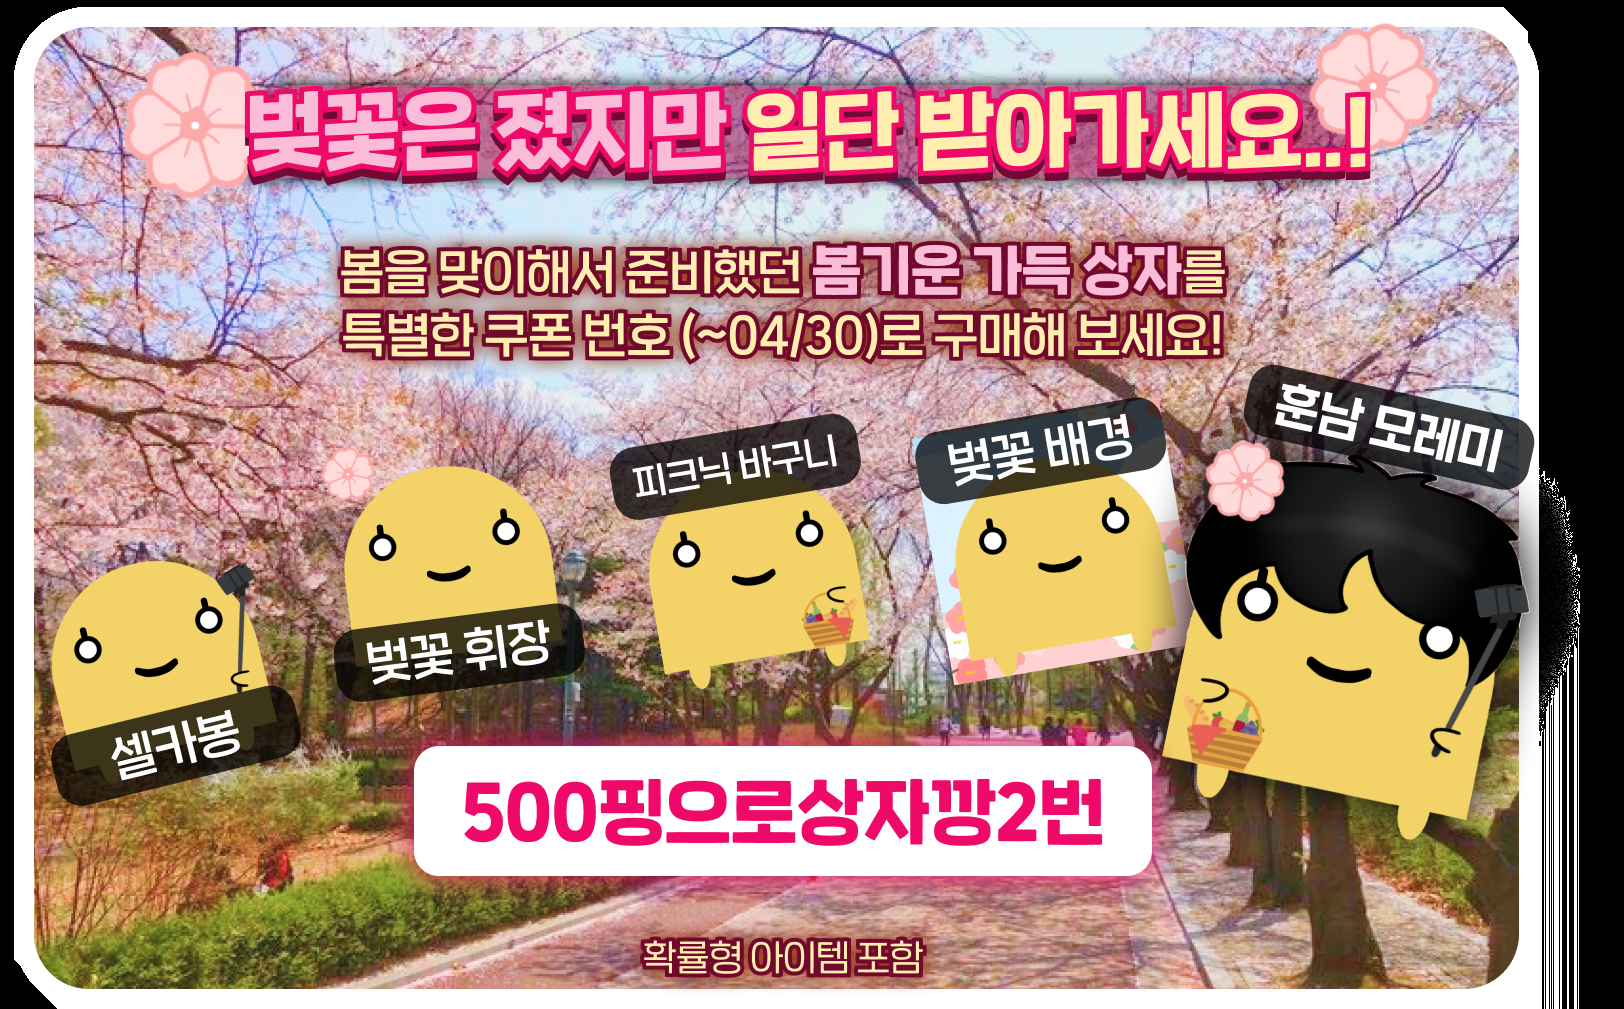 벚꽃은 졌지만 일단 받아가세요..!
봄을 맞이해서 준비했던 봄기운 가득 상자를
특별한 쿠폰 번호 (~04/30)로 구매해 보세요!
셀카봉
벚꽃 휘장
피크닉 바구니
벚꽃 배경
훈남 모레미
500핑으로상자깡2번
확률형 아이템 포함